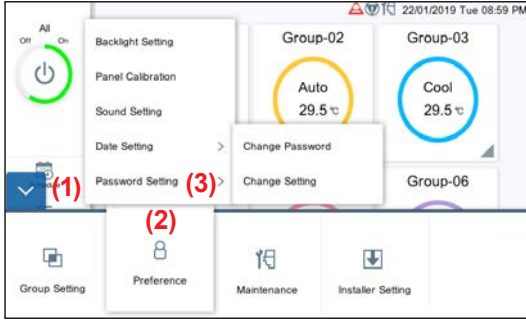 22/01/2019 Tue 08:59 PM
All
Off On
Backlight Setting
Panel Calibration
Sound Setting
Date Setting >
Password Setting (3) >
Change Password
Change Setting
Group-02
Auto
29.5 °C
Group-03
Cool
29.5 °C
Group-06
(1)
(2)
Group Setting
Preference
Maintenance
Installer Setting